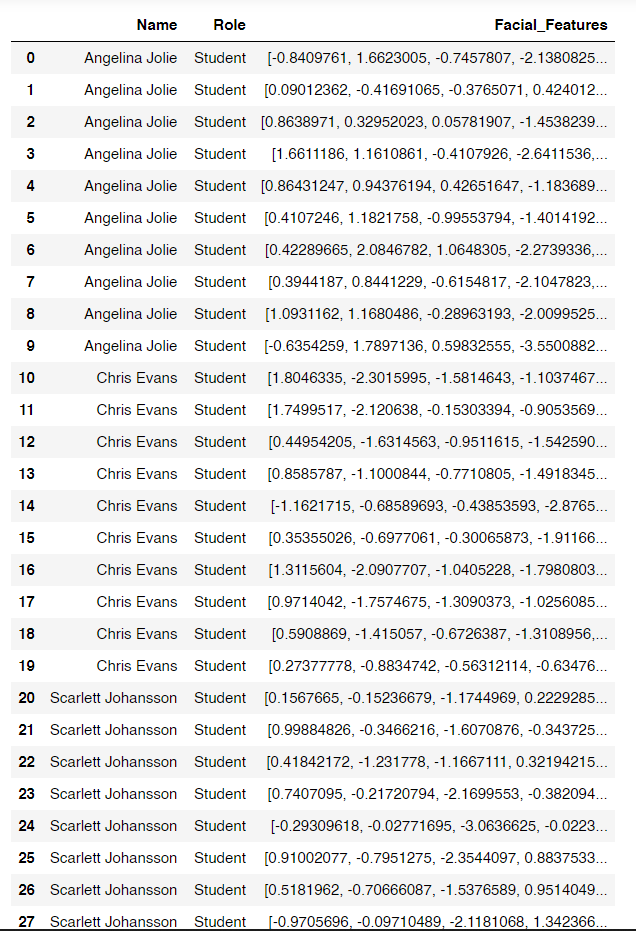 Name Role Facial_Features
0 Angelina Jolie Student [-0.8409761, 1.6623005, -0.7457807, -2.1380825...
1 Angelina Jolie Student [0.09012362, -0.41691065, -0.3765071, 0.424012...
2 Angelina Jolie Student [0.8638971, 0.32952023, 0.05781907, -1.4538239...
3 Angelina Jolie Student [1.6611186, 1.1610861, -0.4107926, -2.6411536,...
4 Angelina Jolie Student [0.86431247, 0.94376194, 0.42651647, -1.183689...
5 Angelina Jolie Student [0.4107246, 1.1821758, -0.99553794, -1.4014192...
6 Angelina Jolie Student [0.42289665, 2.0846782, 1.0648305, -2.2739336,...
7 Angelina Jolie Student [0.3944187, 0.8441229, -0.6154817, -2.1047823,...
8 Angelina Jolie Student [1.0931162, 1.1680486, -0.28963193, -2.0099525...
9 Angelina Jolie Student [-0.6354259, 1.7897136, 0.59832555, -3.5500882...
10 Chris Evans Student [1.8046335, -2.3015995, -1.5814643, -1.1037467...
11 Chris Evans Student [1.7499517, -2.120638, -0.15303394, -0.9053569...
12 Chris Evans Student [0.44954205, -1.6314563, -0.9511615, -1.542590...
13 Chris Evans Student [0.8585787, -1.1000844, -0.7710805, -1.4918345...
14 Chris Evans Student [-1.1621715, -0.68589693, -0.43853593, -2.8765...
15 Chris Evans Student [0.35355026, -0.6977061, -0.30065873, -1.91166...
16 Chris Evans Student [1.3115604, -2.0907707, -1.0405228, -1.7980803...
17 Chris Evans Student [0.9714042, -1.7574675, -1.3090373, -1.0256085...
18 Chris Evans Student [0.5908869, -1.415057, -0.6726387, -1.3108956,...
19 Chris Evans Student [0.27377778, -0.8834742, -0.56312114, -0.63476...
20 Scarlett Johansson Student [0.1567665, -0.15236679, -1.1744969, 0.2229285...
21 Scarlett Johansson Student [0.99884826, -0.3466216, -1.6070876, -0.343725...
22 Scarlett Johansson Student [0.41842172, -1.231778, -1.1667111, 0.32194215...
23 Scarlett Johansson Student [0.7407095, -0.21720794, -2.1699553, -0.382094...
24 Scarlett Johansson Student [-0.29309618, -0.02771695, -3.0636625, -0.0223...
25 Scarlett Johansson Student [0.91002077, -0.7951275, -2.3544097, 0.8837533...
26 Scarlett Johansson Student [0.5181962, -0.70666087, -1.5376589, 0.9514049...
27 Scarlett Johansson Student [-0.9705696, -0.09710489, -2.1181068, 1.342366...